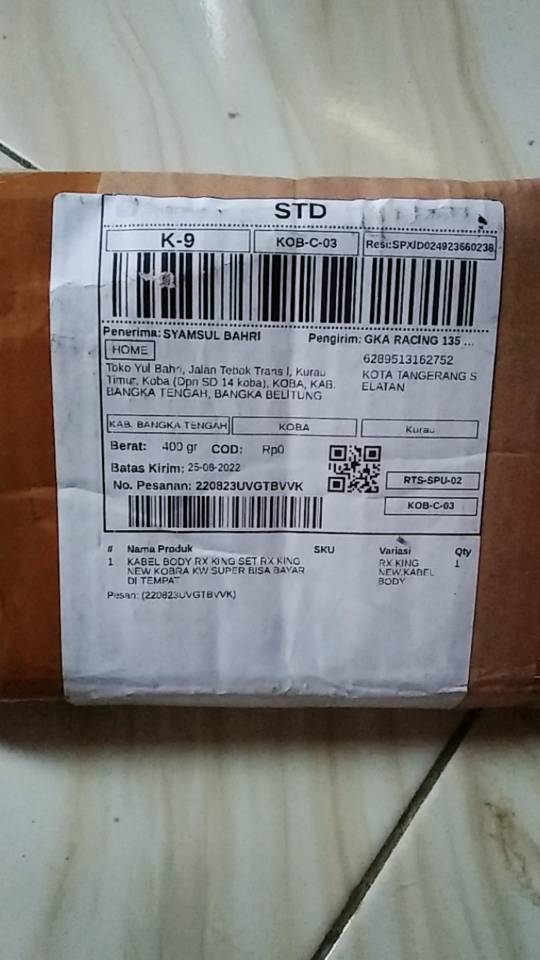 STD
K-9
KOB-C-03
Resi:SPXID024923660238
Penerima: SYAMSUL BAHRI
Pengirim: GKA RACING 135 ...
HOME
6289513162752
Toko Yul Bahri, Jalan Tebok Trans I, Kurau
KOTA TANGERANG S
Timur, Koba (Dpn SD 14 koba), KOBA, KAB.
ELATAN
BANGKA TENGAH, BANGKA BELITUNG
KAB. BANGKA TENGAH
KOBA
Kurau
Berat: 400 gr COD: Rp0
Batas Kirim: 25-08-2022
RTS-SPU-02
No. Pesanan: 220823UVGTBVVK
KOB-C-03
# Nama Produk SKU Variasi Qty
1 KABEL BODY RX KING SET RX KING RX KING 1
NEW KOBRA KW SUPER BISA BAYAR NEW,KABEL
DI TEMPAT BODY
Pesan: (220823UVGTBVVK)